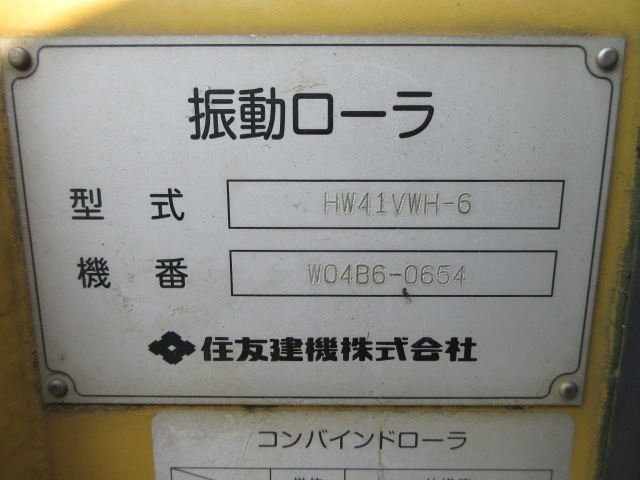 振動ローラ
型 式 HW41VWH-6
機 番 W04B6-0654
住友建機株式会社
コンバインドローラ